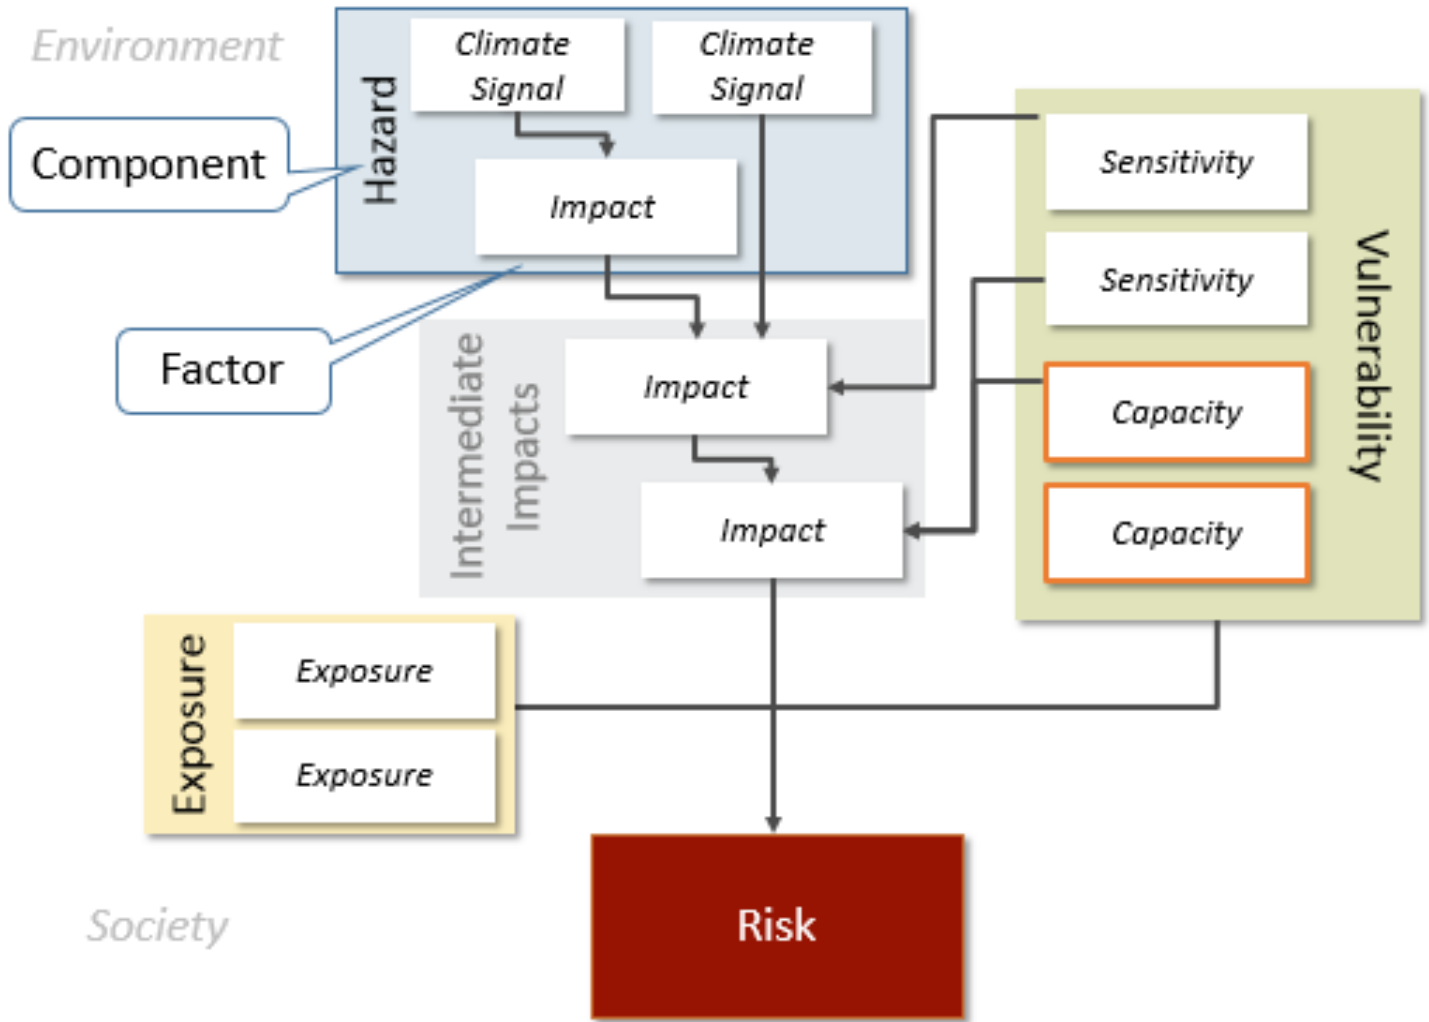 Environment
Climate
Signal
Climate
Signal
Hazard
Component
Impact
Sensitivity
Sensitivity
Vulnerability
Factor
Intermediate
Impacts
Impact
Capacity
Impact
Capacity
Exposure
Exposure
Exposure
Society
Risk